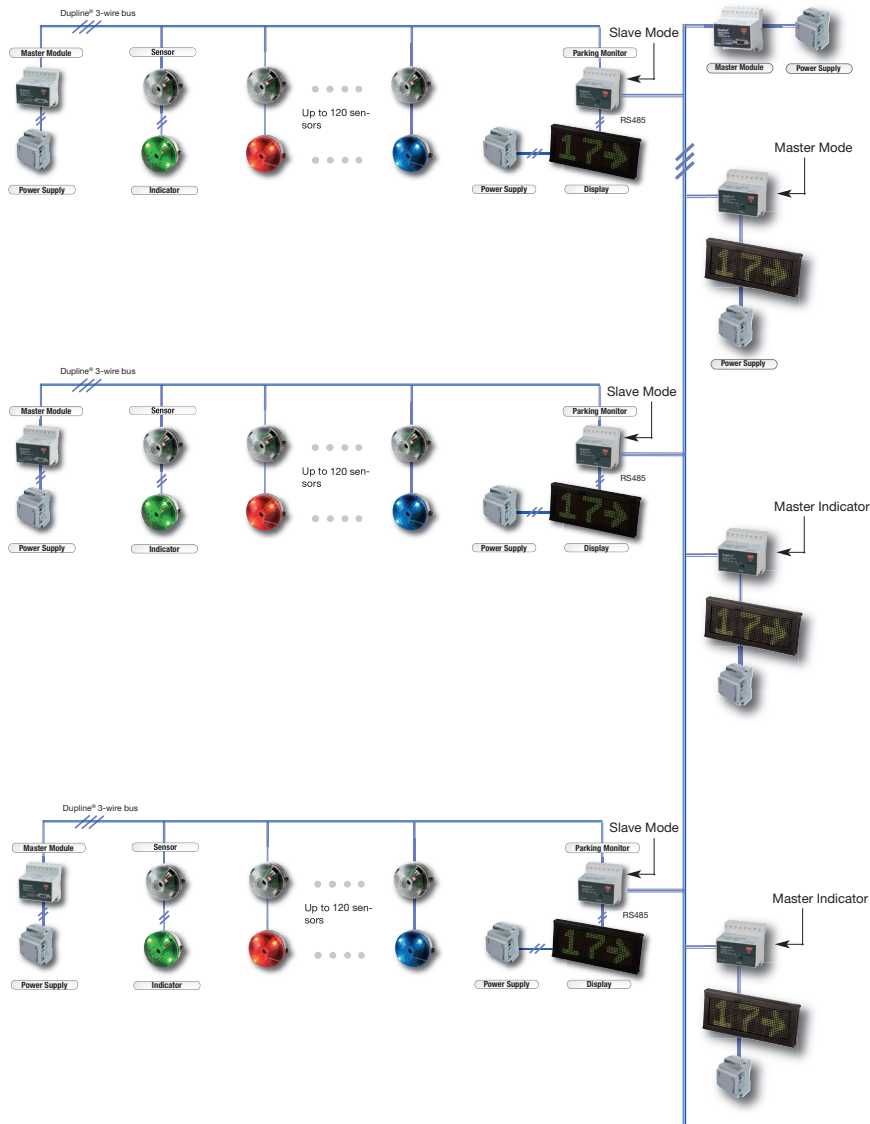 Dupline® 3-wire bus
Slave Mode
Master Module
Sensor
Parking Monitor
Master Module
Power Supply
Up to 120 sen-
sors
RS485
Master Mode
17
Power Supply
Indicator
Power Supply
Display
17
Power Supply
Dupline® 3-wire bus
Slave Mode
Master Module
Sensor
Parking Monitor
Up to 120 sen-
sors
RS485
17
Master Indicator
Power Supply
Indicator
Power Supply
Display
17
Dupline® 3-wire bus
Slave Mode
Master Module
Sensor
Parking Monitor
Up to 120 sen-
sors
RS485
Master Indicator
17
Power Supply
Indicator
Power Supply
Display
17